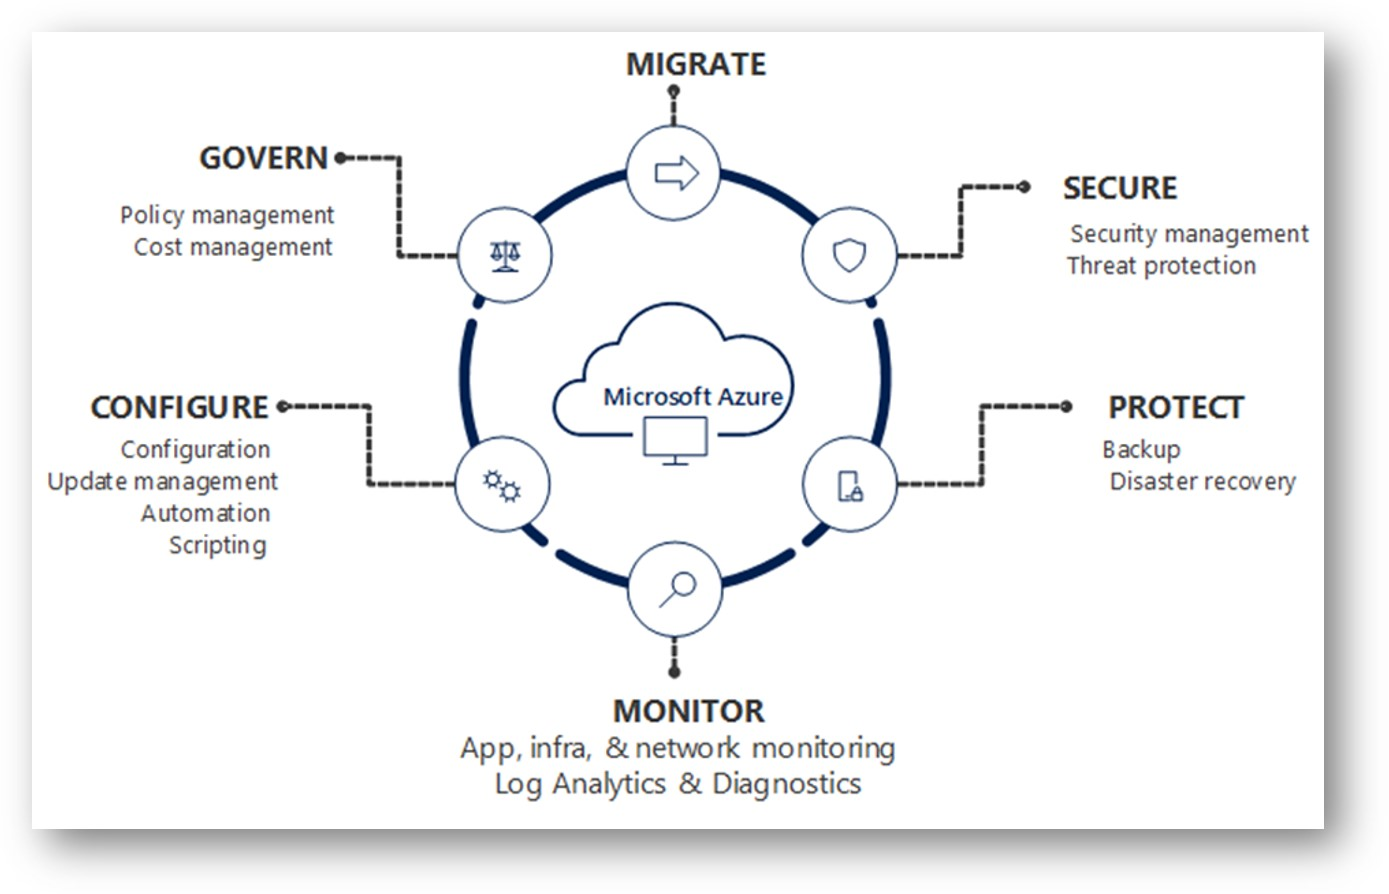 MIGRATE
GOVERN
Policy management
Cost management
SECURE
Security management
Threat protection
Microsoft Azure
CONFIGURE
Configuration
Update management
Automation
Scripting
PROTECT
Backup
Disaster recovery
MONITOR
App, infra, & network monitoring
Log Analytics & Diagnostics